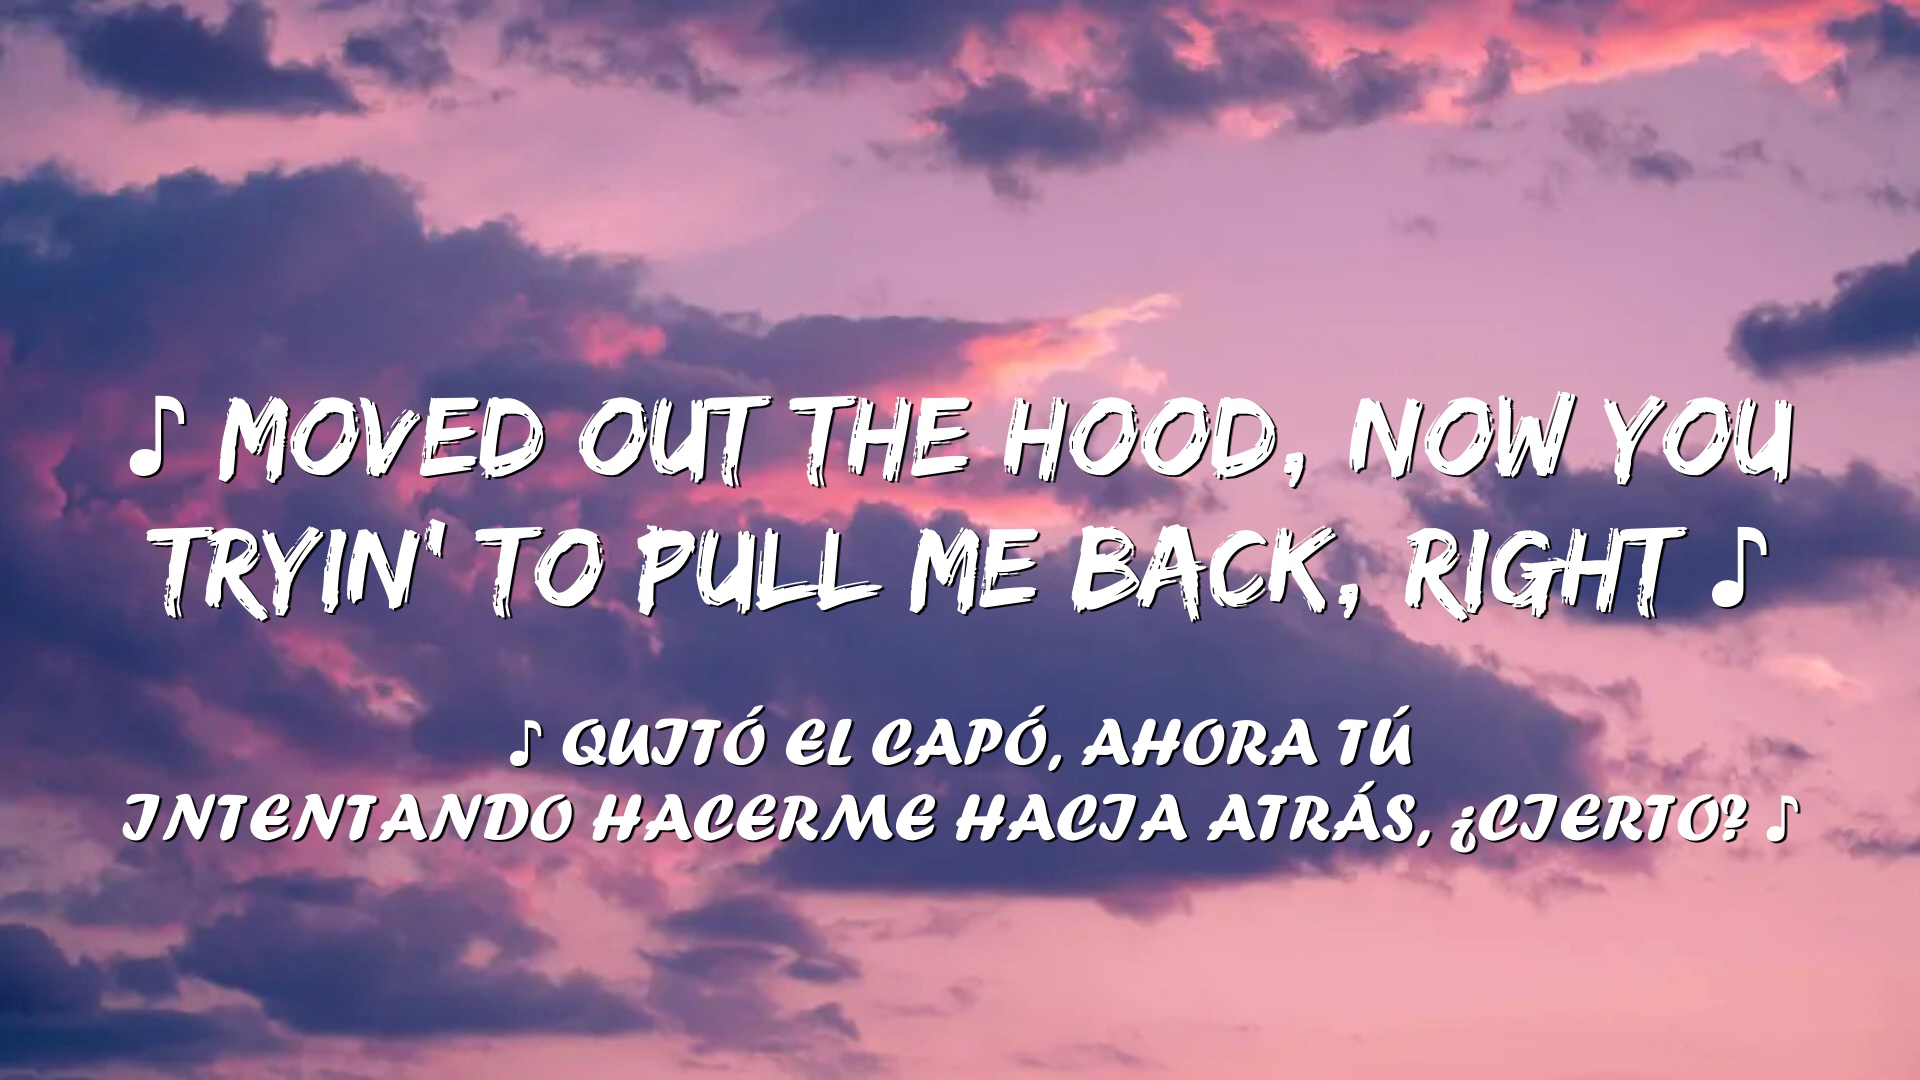 ♪ MOVED OUT THE HOOD, NOW YOU
TRYIN' TO PULL ME BACK, RIGHT ♪
♪ QUITÓ EL CAPÓ, AHORA TÚ
INTENTANDO HACERME HACIA ATRÁS, ¿CIERTO? ♪